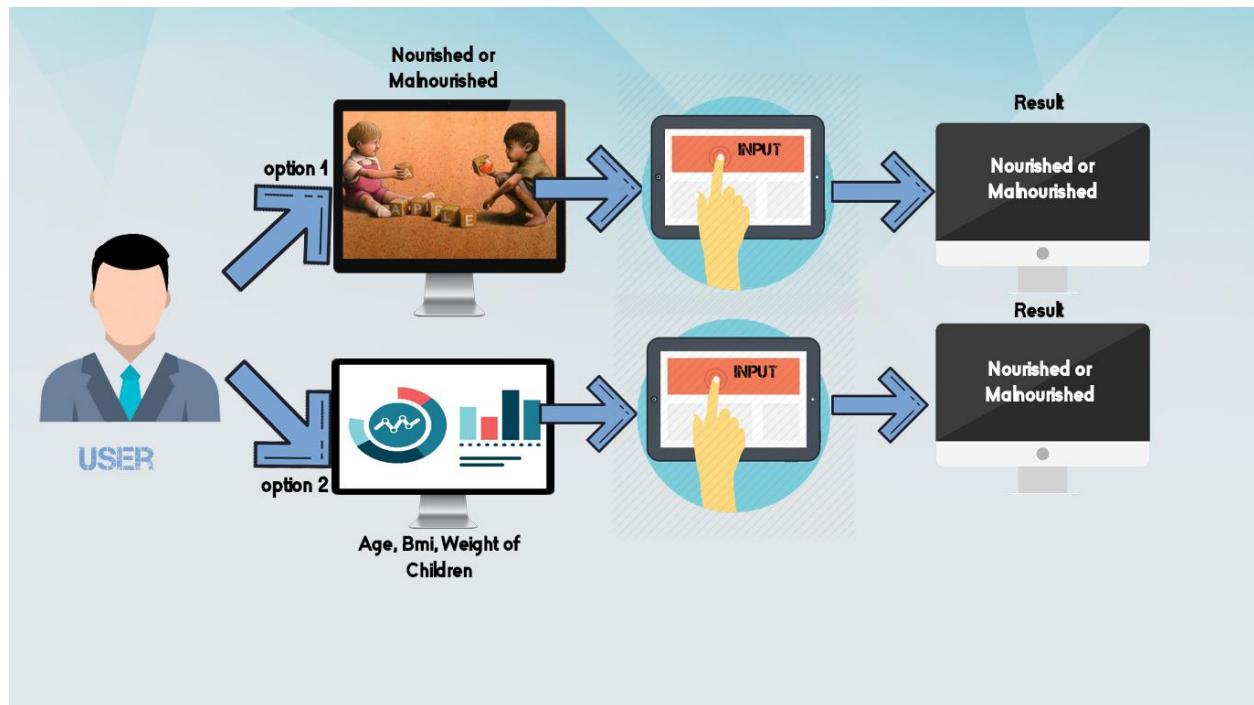 Nourished or
Malnourished
option 1
APPLE
INPUT
Result
Nourished or
Malnourished
USER
option 2
Age, Bmi, Weight of
Children
INPUT
Result
Nourished or
Malnourished